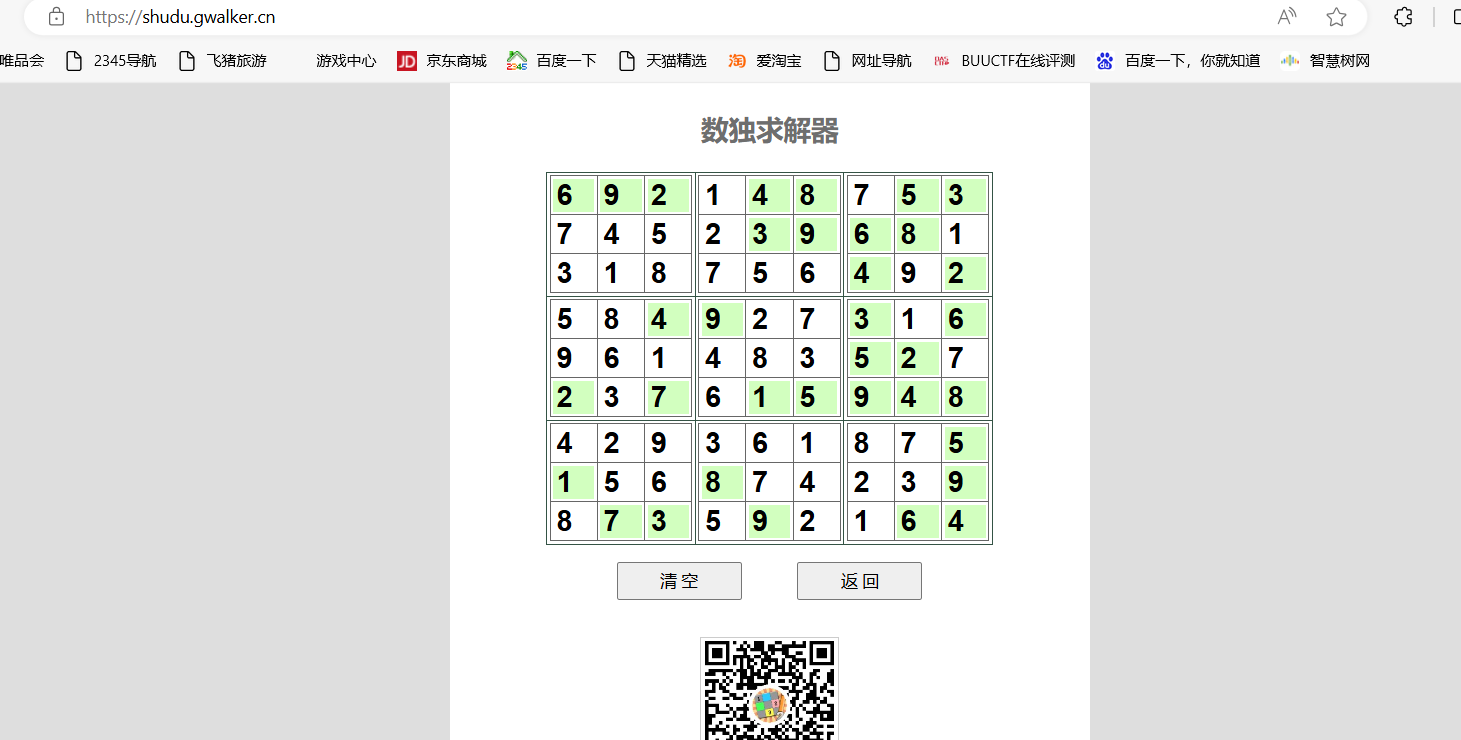 https://shudu.gwalker.cn
唯品会 2345导航 飞猪旅游 游戏中心 JD 京东商城 2345 百度一下 天猫精选 淘 爱淘宝 网址导航 BUUCTF在线评测 du 百度一下，你就知道 智慧树网
数独求解器
6 9 2 1 4 8 7 5 3
7 4 5 2 3 9 6 8 1
3 1 8 7 5 6 4 9 2
5 8 4 9 2 7 3 1 6
9 6 1 4 8 3 5 2 7
2 3 7 6 1 5 9 4 8
4 2 9 3 6 1 8 7 5
1 5 6 8 7 4 2 3 9
8 7 3 5 9 2 1 6 4
清空 返回